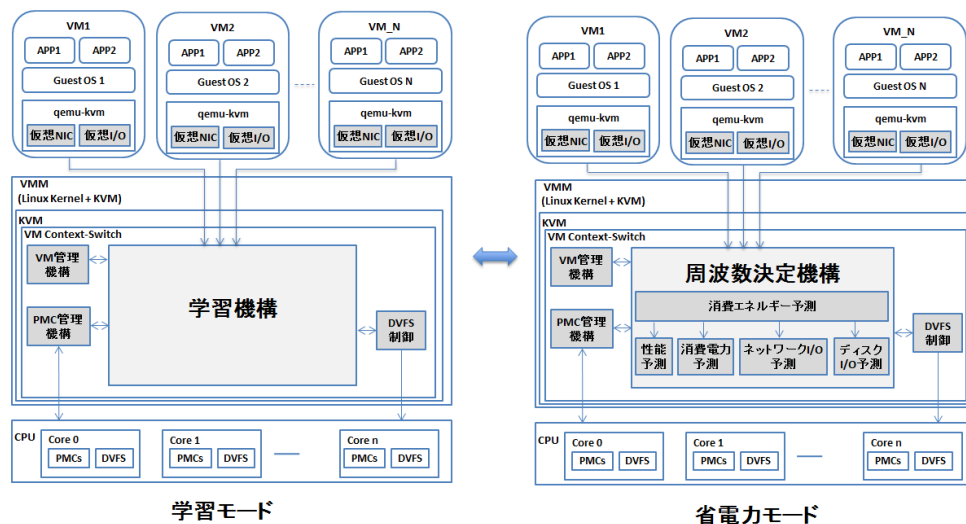 VM1
APP1
APP2
Guest OS 1
qemu-kvm
仮想NIC
仮想I/O
VM2
APP1
APP2
Guest OS 2
qemu-kvm
仮想NIC
仮想I/O
VM_N
APP1
APP2
Guest OS N
qemu-kvm
仮想NIC
仮想I/O
VMM
(Linux Kernel + KVM)
KVM
VM Context-Switch
VM管理
機構
PMC管理
機構
学習機構
DVFS
制御
CPU
Core 0
PMCs
DVFS
Core 1
PMCs
DVFS
Core n
PMCs
DVFS
学習モード
VM1
APP1
APP2
Guest OS 1
qemu-kvm
仮想NIC
仮想I/O
VM2
APP1
APP2
Guest OS 2
qemu-kvm
仮想NIC
仮想I/O
VM_N
APP1
APP2
Guest OS N
qemu-kvm
仮想NIC
仮想I/O
VMM
(Linux Kernel + KVM)
KVM
VM Context-Switch
VM管理
機構
PMC管理
機構
周波数決定機構
消費エネルギー予測
性能
予測
消費電力
予測
ネットワークI/O
予測
ディスク
I/O予測
DVFS
制御
CPU
Core 0
PMCs
DVFS
Core 1
PMCs
DVFS
Core n
PMCs
DVFS
省電力モード